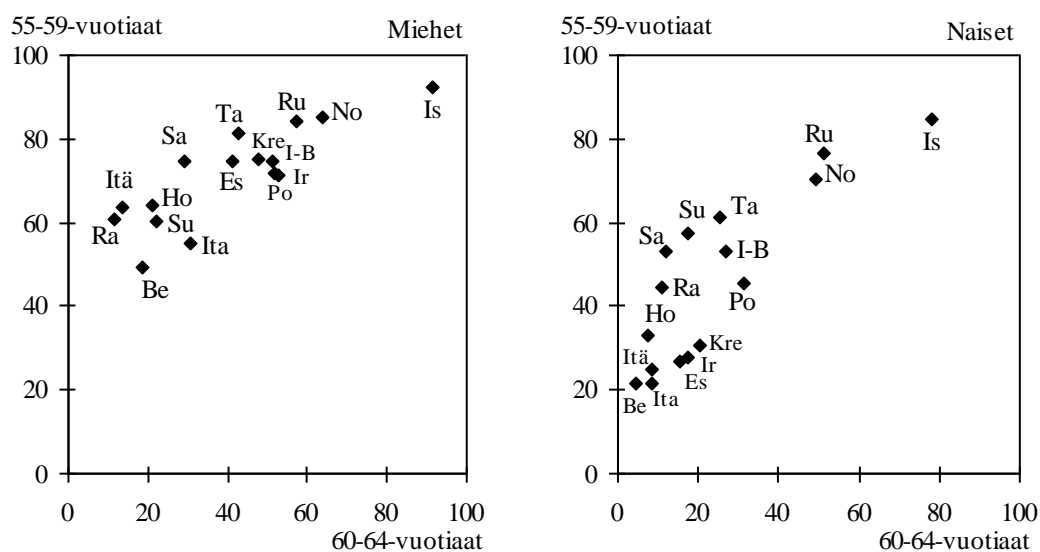 55-59-vuotiaat Miehet
100
80
60
40
20
0
Is
No
Ru
Ta
Kre
I-B
Sa
Es
Ir
Po
Itä
Ho
Ra
Su
Ita
Be
0 20 40 60 80 100
60-64-vuotiaat
55-59-vuotiaat Naiset
100
80
60
40
20
0
Is
Ru
No
Su
Ta
Sa
I-B
Ra
Po
Ho
Kre
Itä
Ir
Es
Be
Ita
0 20 40 60 80 100
60-64-vuotiaat